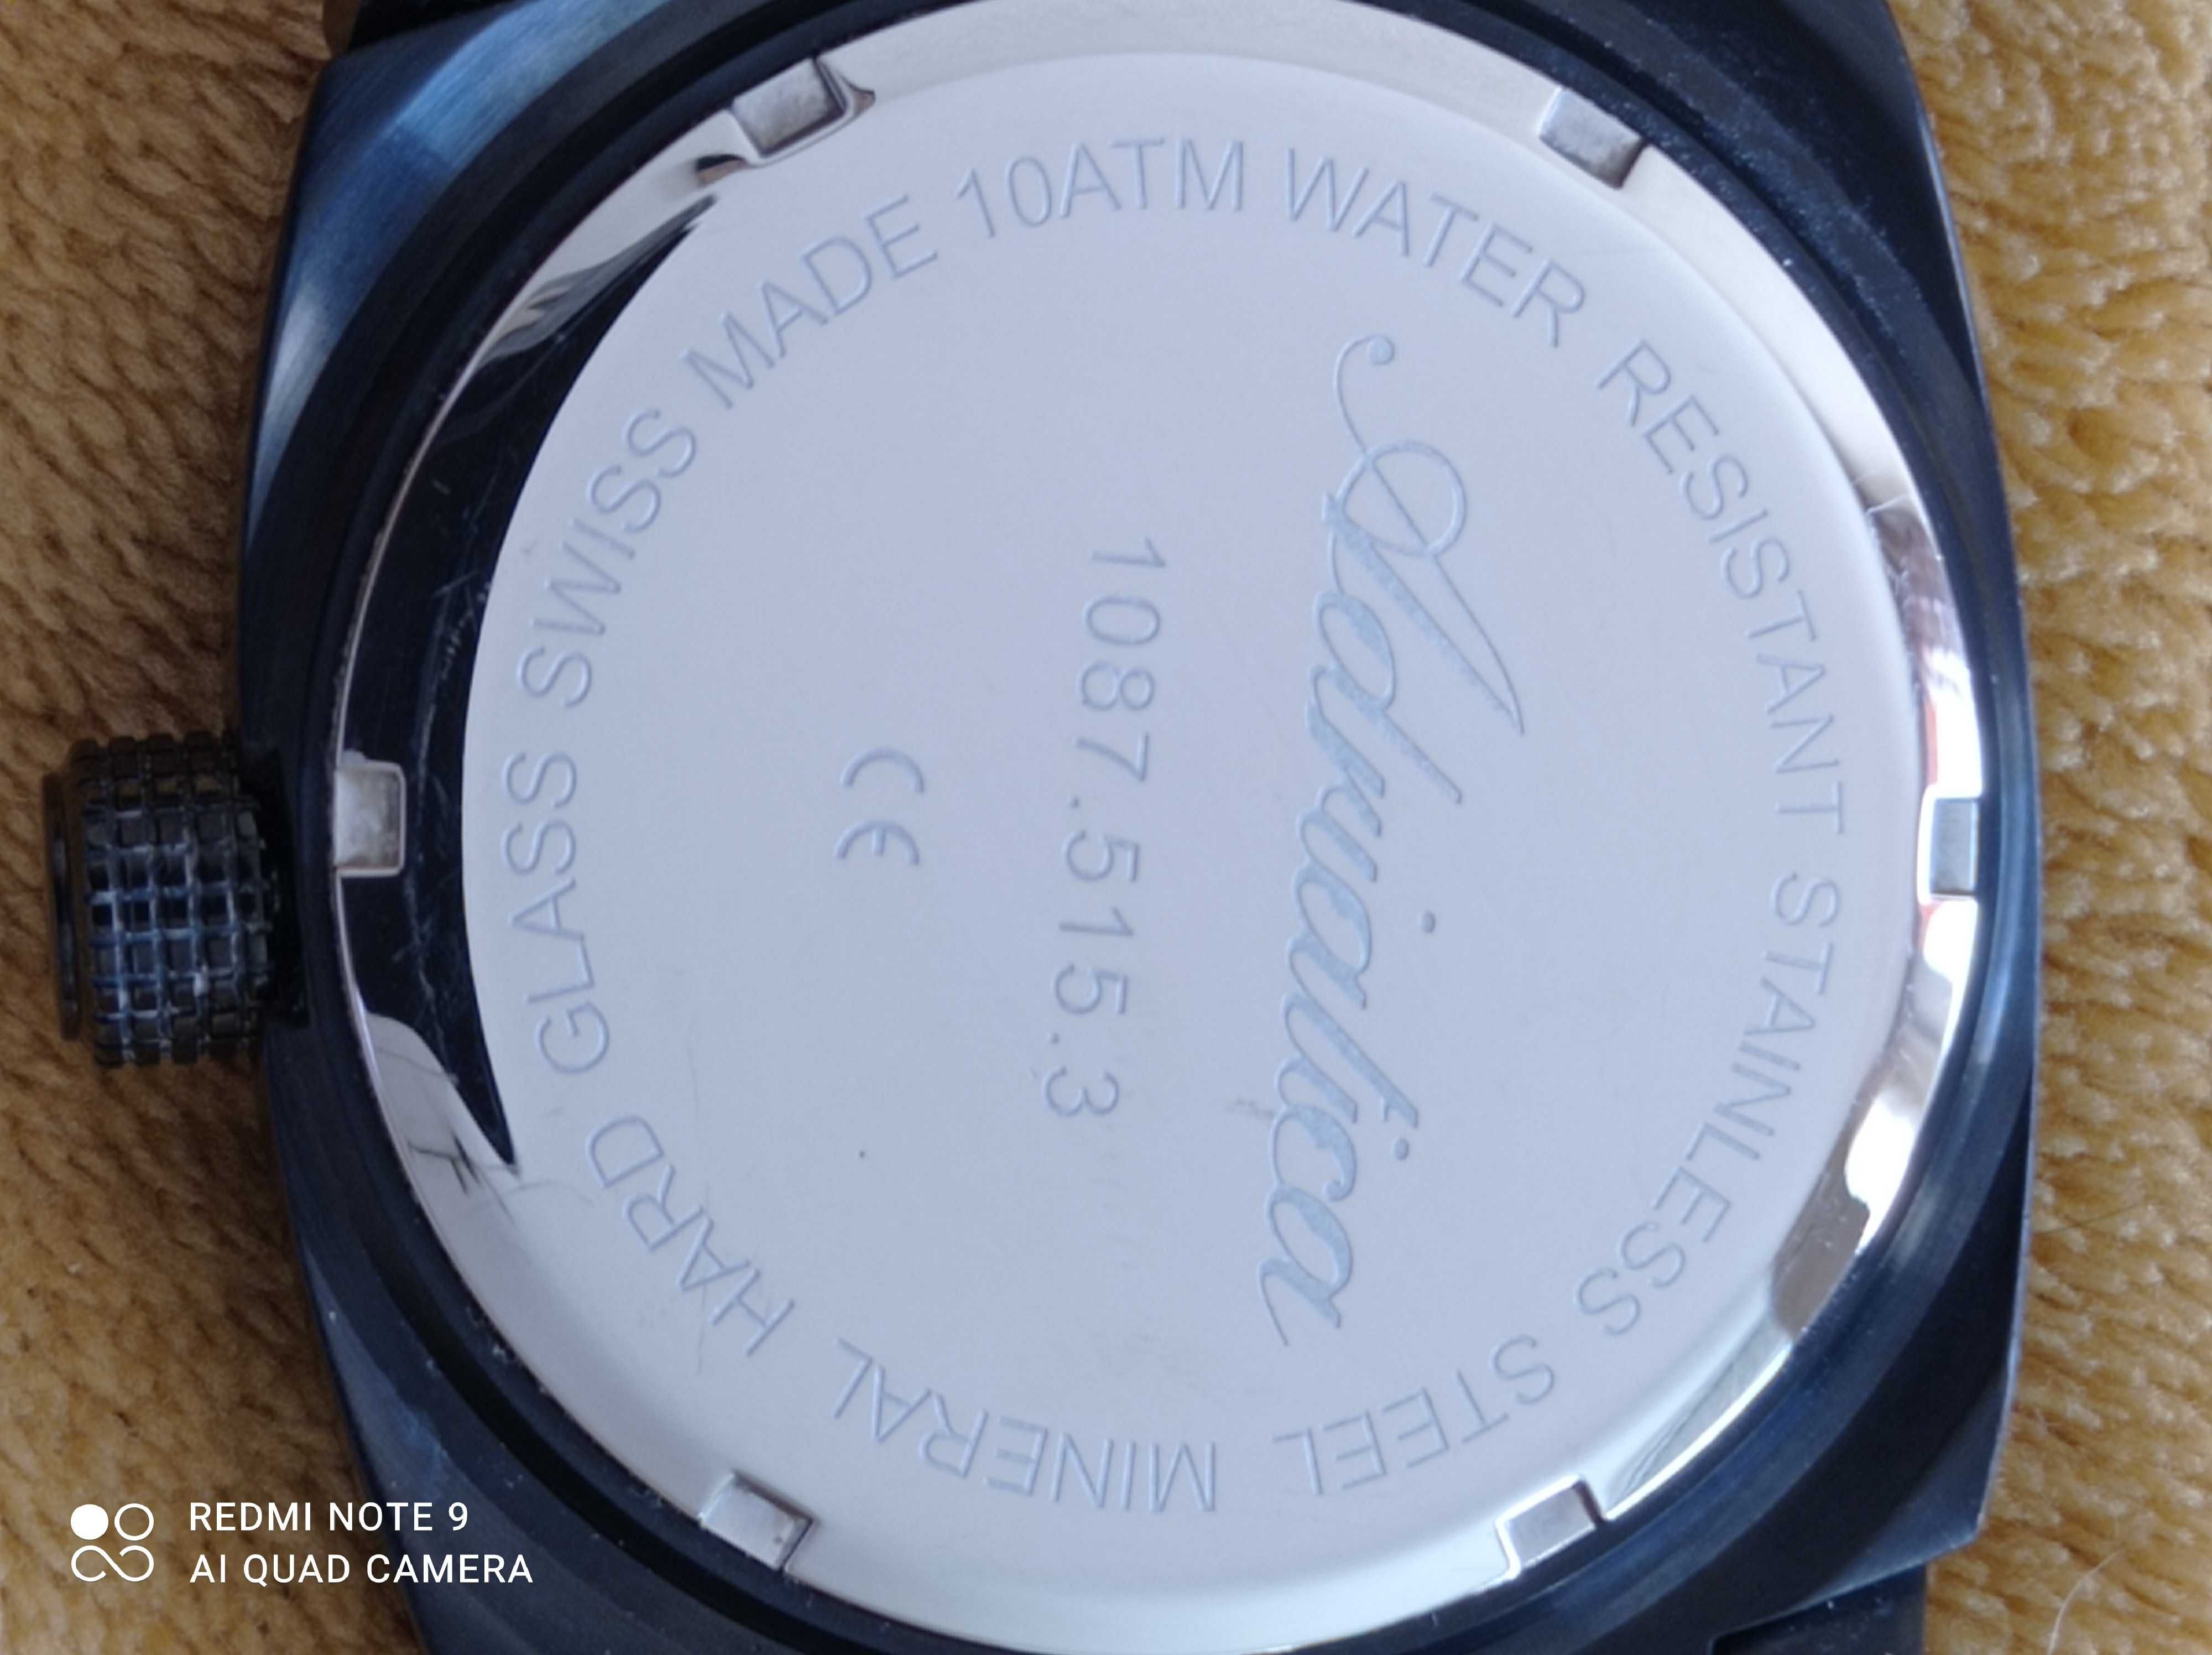 Adriatica
1087.515.3
CE
10ATM WATER RESISTANT STAINLESS STEEL MINERAL HARD GLASS SWISS MADE
REDMI NOTE 9
AI QUAD CAMERA